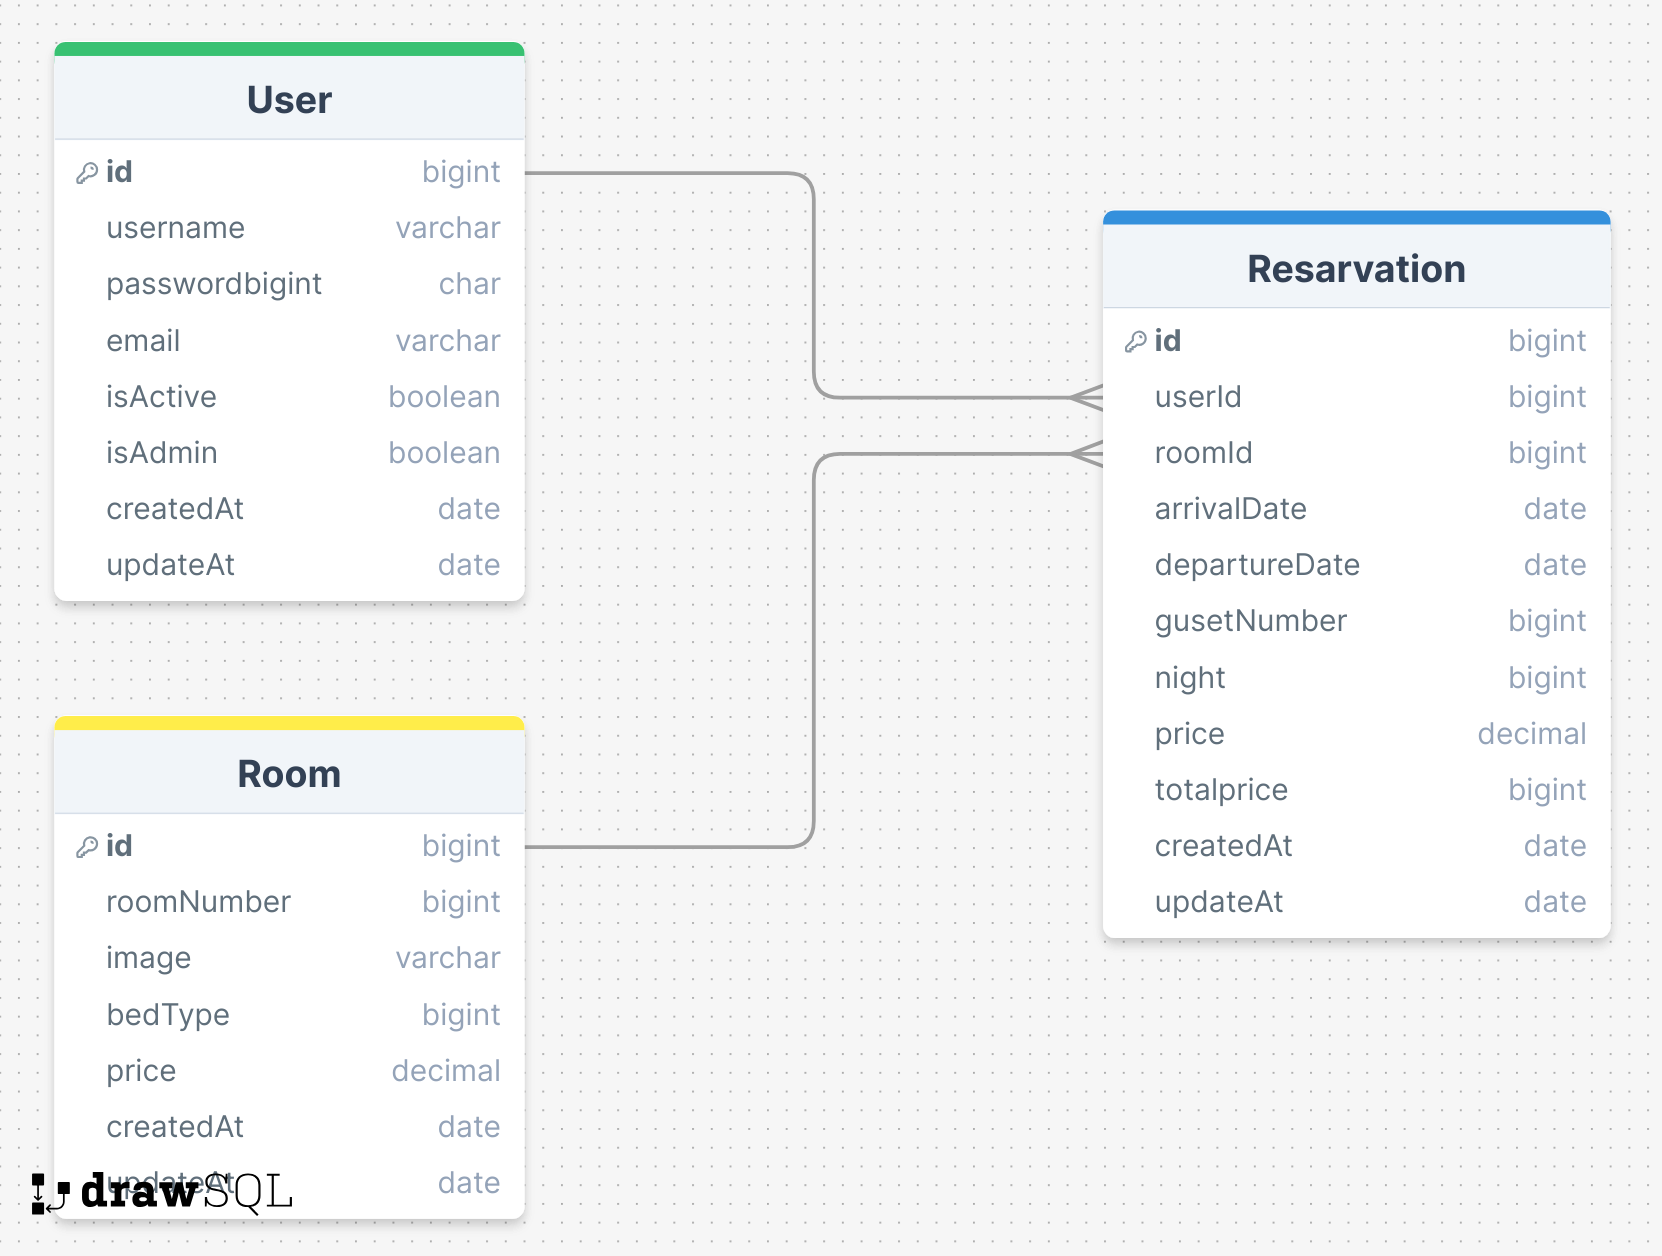 User
id bigint
username varchar
passwordbigint char
email varchar
isActive boolean
isAdmin boolean
createdAt date
updateAt date
Resarvation
id bigint
userId bigint
roomId bigint
arrivalDate date
departureDate date
gusetNumber bigint
night bigint
price decimal
totalprice bigint
createdAt date
updateAt date
Room
id bigint
roomNumber bigint
image varchar
bedType bigint
price decimal
createdAt date
updateAt date
drawSQL